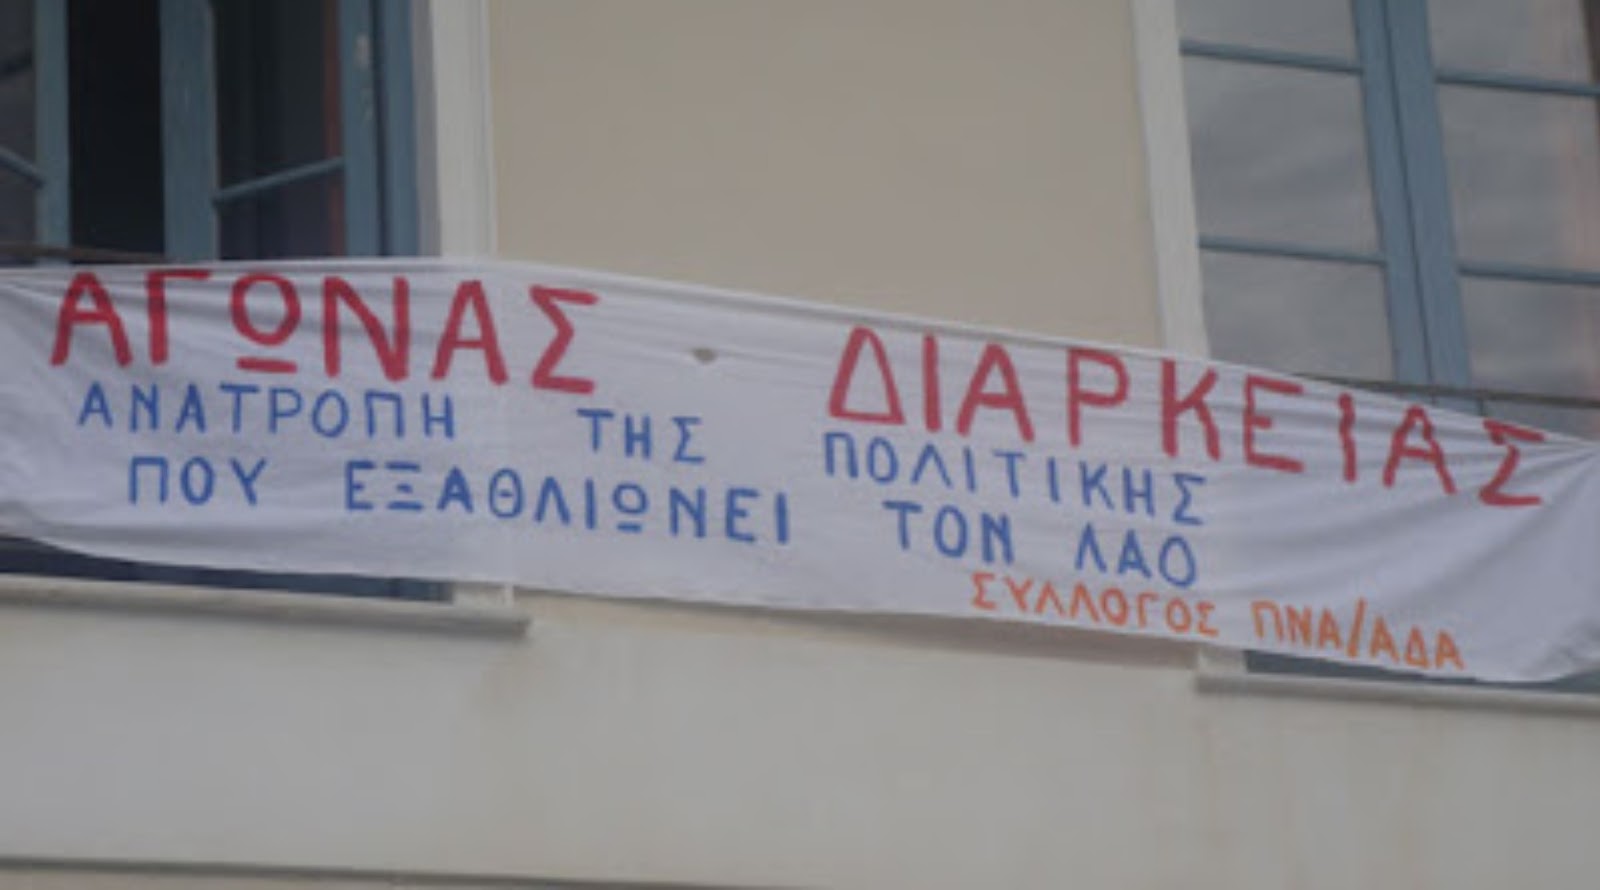 ΑΓΩΝΑΣ ΔΙΑΡΚΕΙΑΣ
ΑΝΑΤΡΟΠΗ ΤΗΣ ΠΟΛΙΤΙΚΗΣ
ΠΟΥ ΕΞΑΘΛΙΩΝΕΙ ΤΟΝ ΛΑΟ
ΣΥΛΛΟΓΟΣ ΠΝΑ/ΑΔΑ